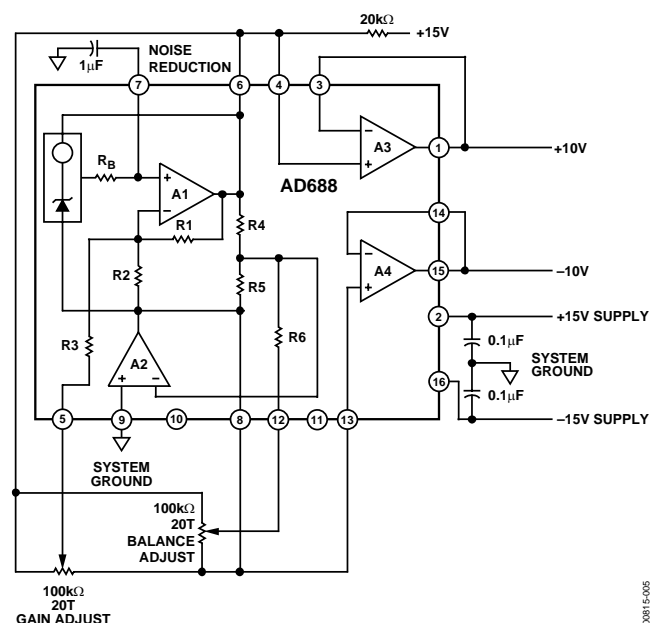 20kΩ
+15V
NOISE
REDUCTION
1µF
7
6
4
3
RB
A1
R1
R4
AD688
A3
1
+10V
14
A4
15
-10V
R2
R5
R3
R6
A2
2
+15V SUPPLY
0.1µF
SYSTEM
GROUND
0.1µF
16
-15V SUPPLY
5
9
10
8
12
11
13
SYSTEM
GROUND
100kΩ
20T
BALANCE
ADJUST
100kΩ
20T
GAIN ADJUST
00815-005
+
-
+
-
-
+
-
+